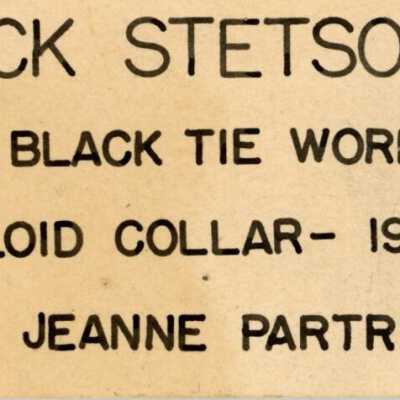 CK STETSO
BLACK TIE WOR
LOID COLLAR- 19
JEANNE PARTR